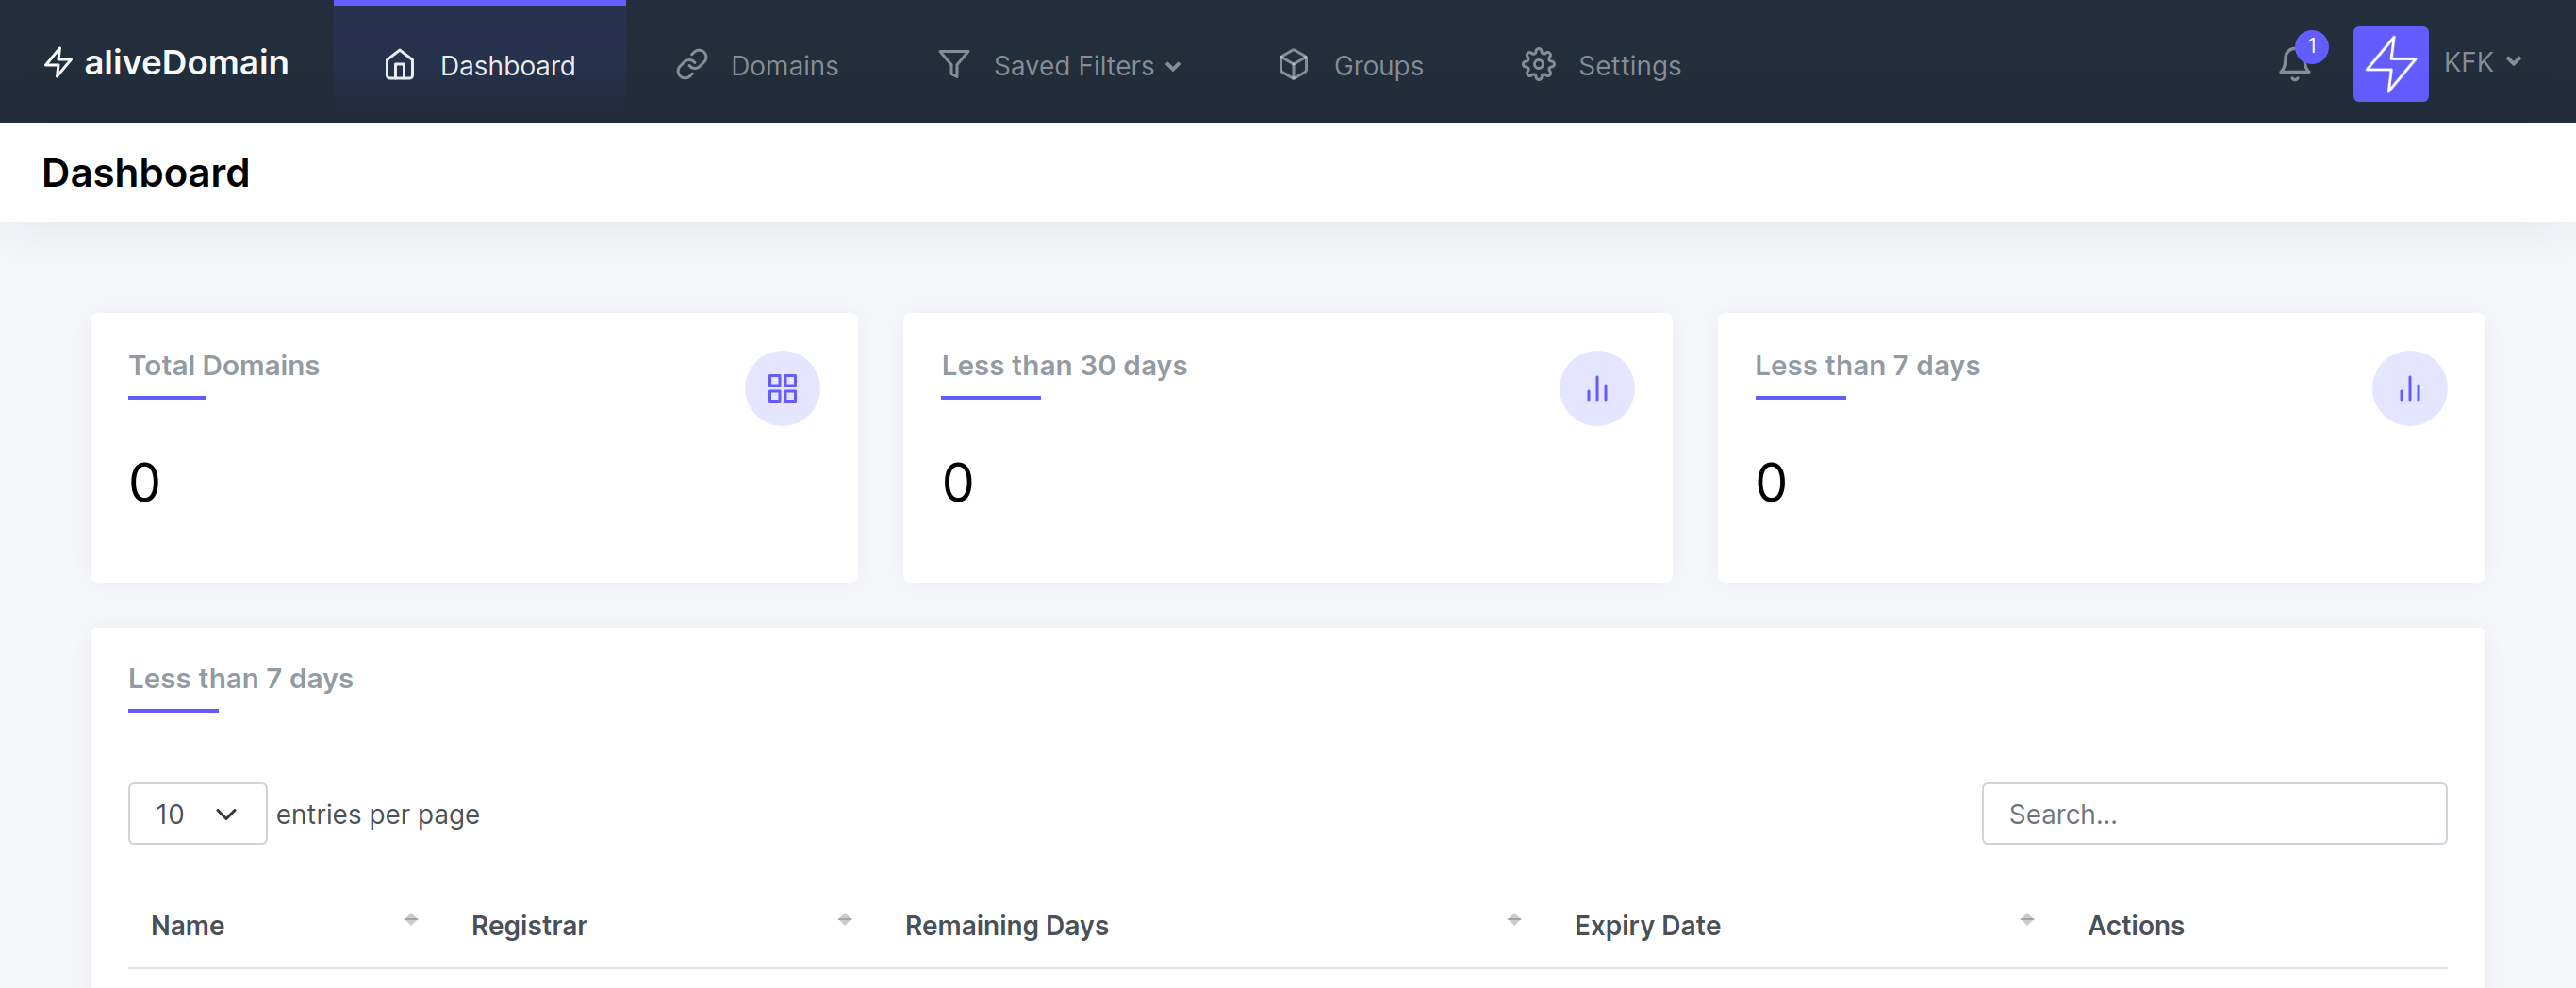 aliveDomain
Dashboard
Domains
Saved Filters
Groups
Settings
1
KFK
Dashboard
Total Domains
0
Less than 30 days
0
Less than 7 days
0
Less than 7 days
10 entries per page
Search...
Name Registrar Remaining Days Expiry Date Actions